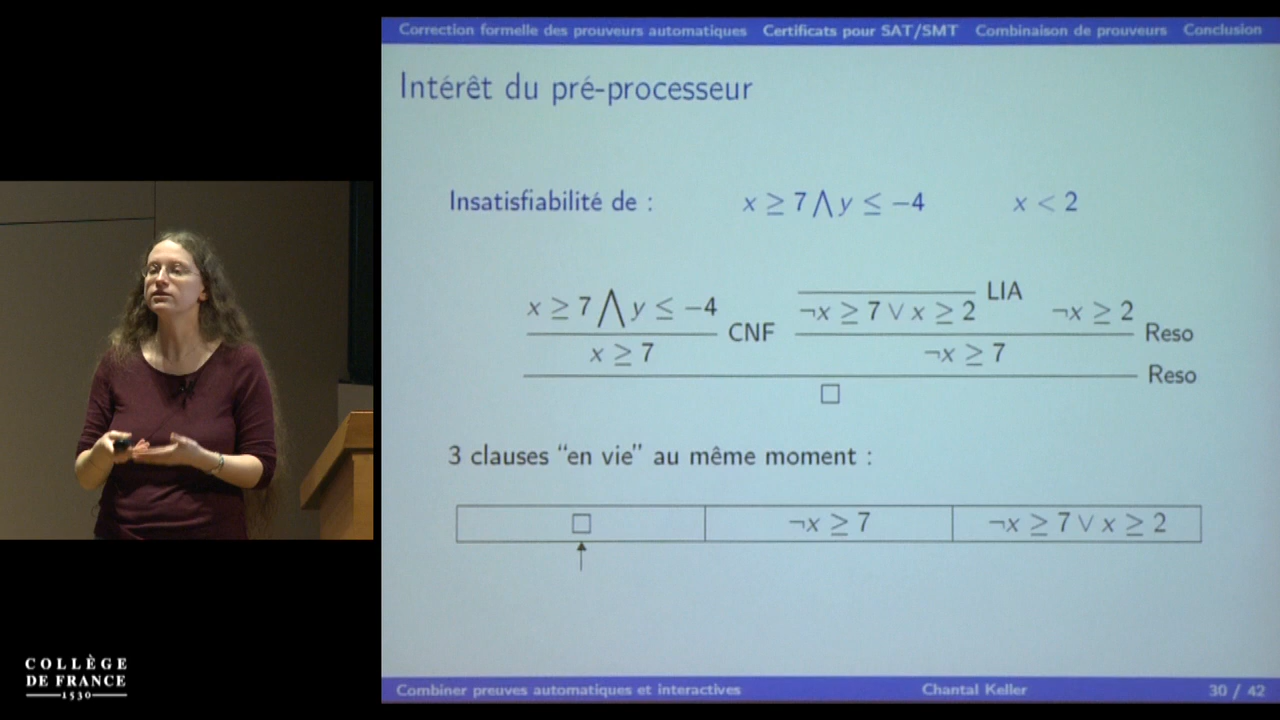 Correction formelle des prouveurs automatiques Certificats pour SAT/SMT Combinaison de prouveurs Conclusion
Intérêt du pré-processeur
Insatisfiabilité de : x ≥ 7 ⋀ y ≤ −4 x < 2
LIA
x ≥ 7 ⋀ y ≤ −4 ¬x ≥ 7 ∨ x ≥ 2 ¬x ≥ 2
CNF Reso
x ≥ 7 ¬x ≥ 7
Reso
□
3 clauses “en vie” au même moment :
□ ¬x ≥ 7 ¬x ≥ 7 ∨ x ≥ 2
COLLÈGE
DE FRANCE
1530
Combiner preuves automatiques et interactives Chantal Keller 30 / 42